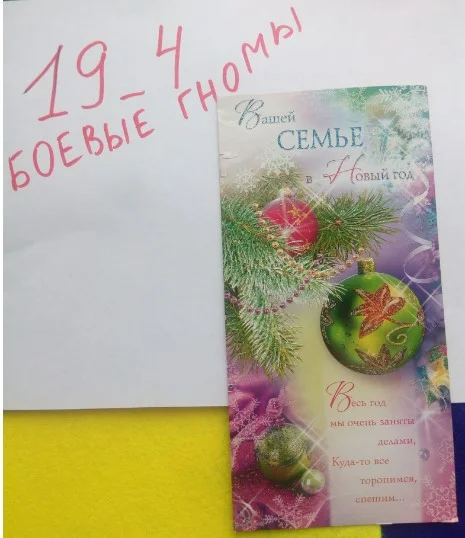 19_4
БОЕВЫЕ ГНОМЫ
Вашей
СЕМЬЕ
в Новый год
Весь год
мы очень заняты
делами,
Куда-то все
торопимся,
спешим...